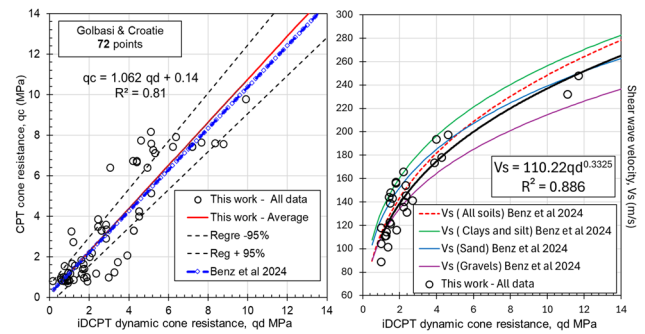 14
12
10
8
6
4
2
0
CPT cone resistance, qc (MPa)
Golbasi & Croatie
72 points
qc = 1.062 qd + 0.14
R² = 0.81
This work - All data
This work - Average
Regre -95%
Reg + 95%
Benz et al 2024
0 2 4 6 8 10 12 14
iDCPT dynamic cone resistance, qd MPa
300
280
260
240
220
200
180
160
140
120
100
80
60
Shear wave velocity, Vs (m/s)
Vs = 110.22qd^0.3325
R² = 0.886
Vs ( All soils) Benz et al 2024
Vs ( Clays and silt) Benz et al 2024
Vs (Sand) Benz et al 2024
Vs (Gravels) Benz et al 2024
This work - All data
0 2 4 6 8 10 12 14
iDCPT dynamic cone resistance, qd MPa